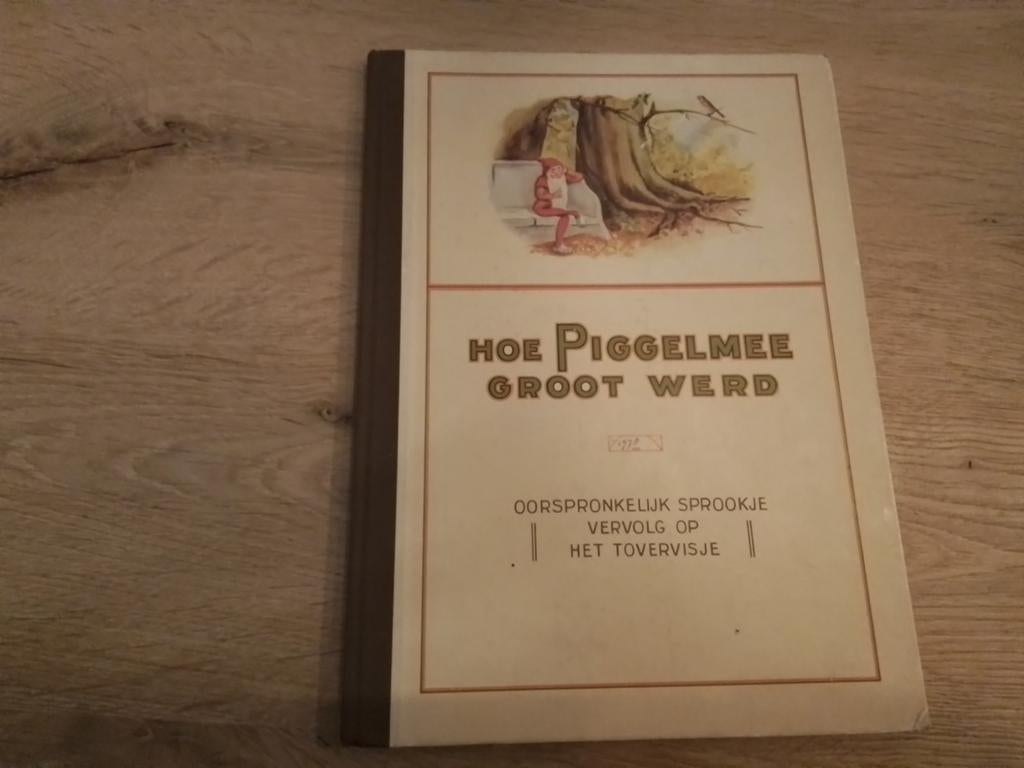 HOE PIGGELMEE
GROOT WERD
OORSPRONKELIJK SPROOKJE
VERVOLG OP
HET TOVERVISJE